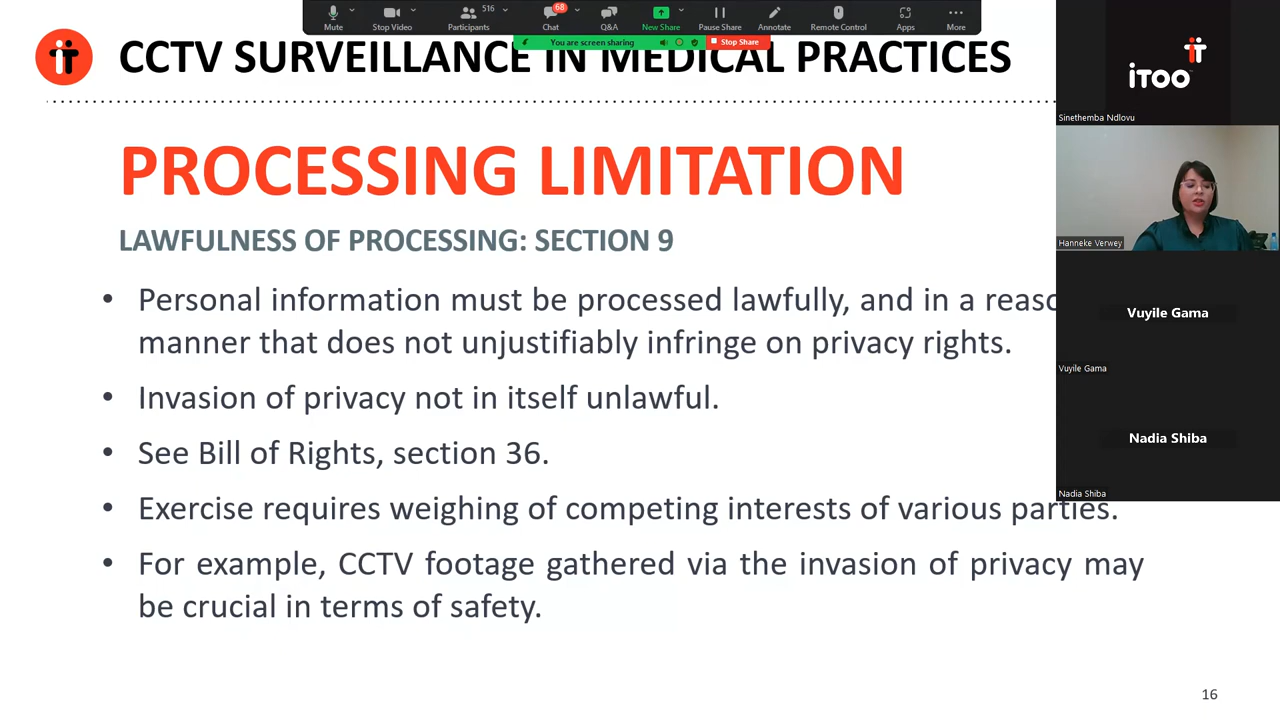 516
68
Mute
Stop Video
Participants
Chat
Q&A
New Share
Pause Share
Annotate
Remote Control
Apps
More
You are screen sharing
Stop Share
CCTV SURVEILLANCE IN MEDICAL PRACTICES
iTOO
Sinethemba Ndlovu
PROCESSING LIMITATION
LAWFULNESS OF PROCESSING: SECTION 9
Hanneke Verwey
• Personal information must be processed lawfully, and in a
manner that does not unjustifiably infringe on privacy rights.
• Invasion of privacy not in itself unlawful.
• See Bill of Rights, section 36.
• Exercise requires weighing of competing interests of various parties.
• For example, CCTV footage gathered via the invasion of privacy may
be crucial in terms of safety.
Vuyile Gama
Vuyile Gama
Nadia Shiba
Nadia Shiba
16